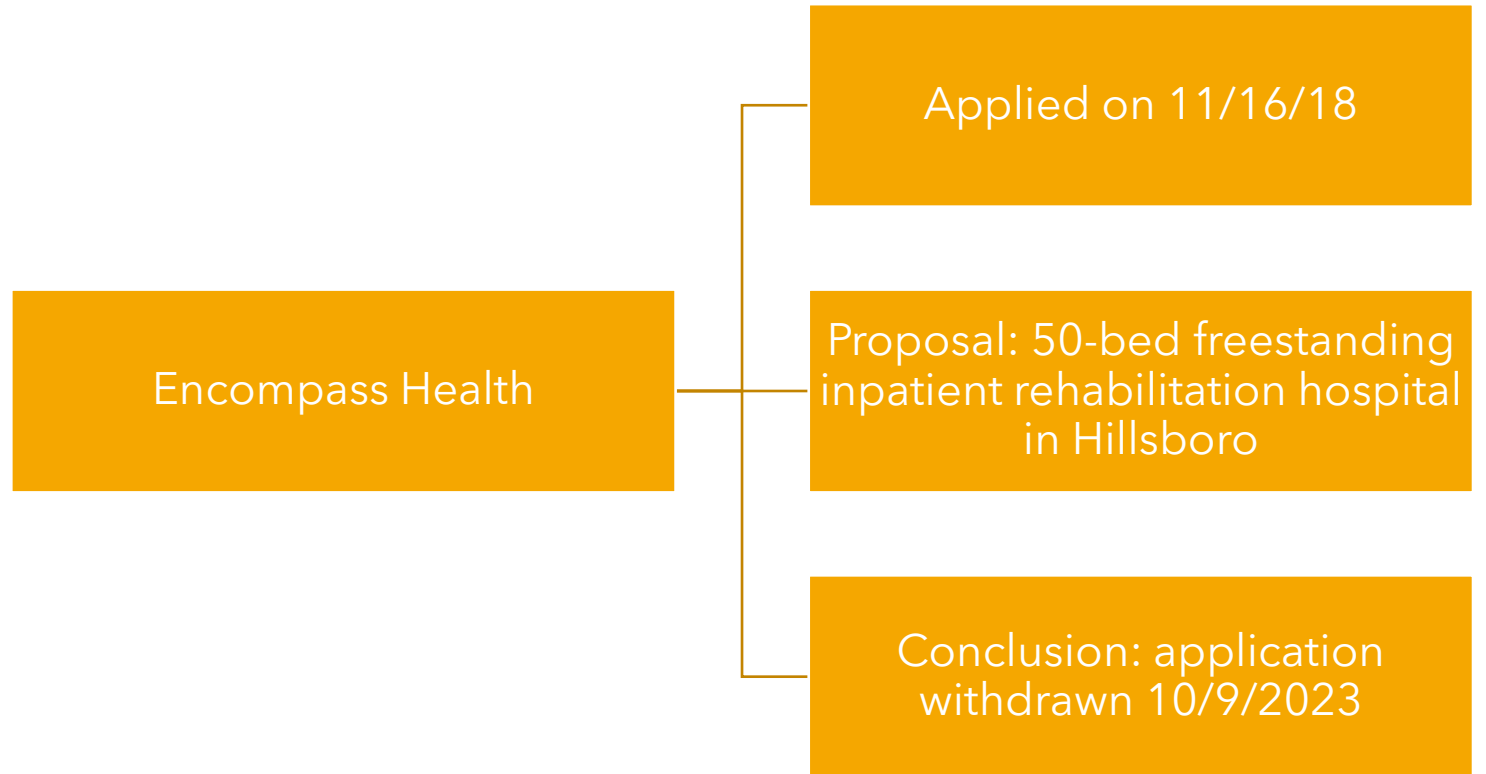 Encompass Health
Applied on 11/16/18
Proposal: 50-bed freestanding
inpatient rehabilitation hospital
in Hillsboro
Conclusion: application
withdrawn 10/9/2023